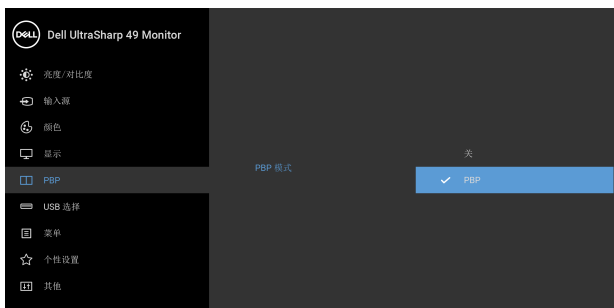 DELL Dell UltraSharp 49 Monitor
亮度/对比度
输入源
颜色
显示
PBP
USB 选择
菜单
个性设置
其他
PBP 模式
关
PBP